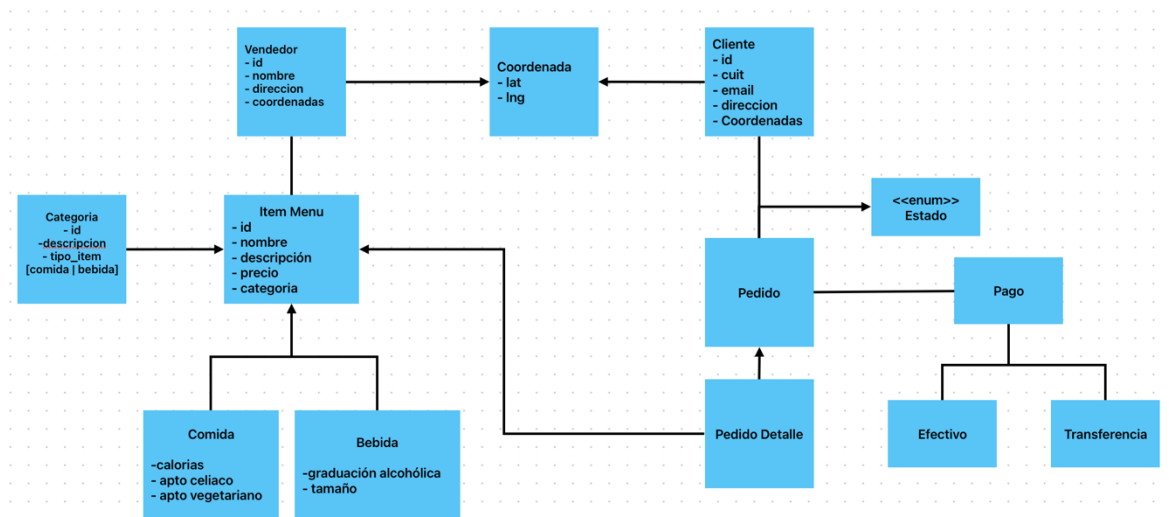 Vendedor
- id
- nombre
- direccion
- coordenadas
Coordenada
- lat
- lng
Cliente
- id
- cuit
- email
- direccion
- Coordenadas
Categoria
- id
-descripcion
- tipo_item
[comida | bebida]
Item Menu
- id
- nombre
- descripción
- precio
- categoria
<<enum>>
Estado
Pedido
Pago
Comida
-calorias
- apto celiaco
- apto vegetariano
Bebida
-graduación alcohólica
- tamaño
Pedido Detalle
Efectivo
Transferencia